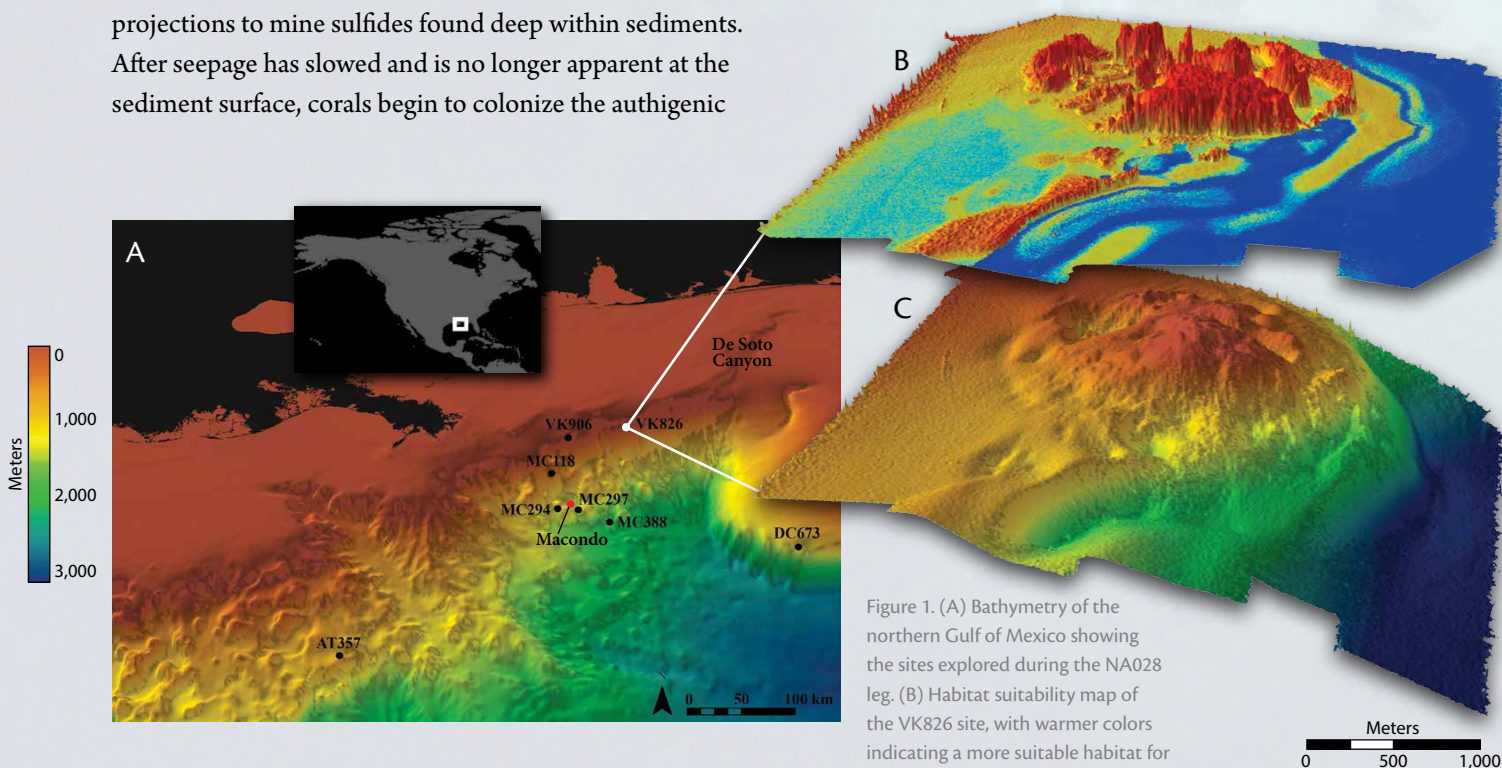 projections to mine sulfides found deep within sediments.
After seepage has slowed and is no longer apparent at the
sediment surface, corals begin to colonize the authigenic
A
B
C
De Soto
Canyon
VK906
VK826
MC118
MC294
MC297
Macondo
MC388
DC673
AT357
Meters
0
1,000
2,000
3,000
N
0 50 100 km
Figure 1. (A) Bathymetry of the
northern Gulf of Mexico showing
the sites explored during the NA028
leg. (B) Habitat suitability map of
the VK826 site, with warmer colors
indicating a more suitable habitat for
Meters
0 500 1,000